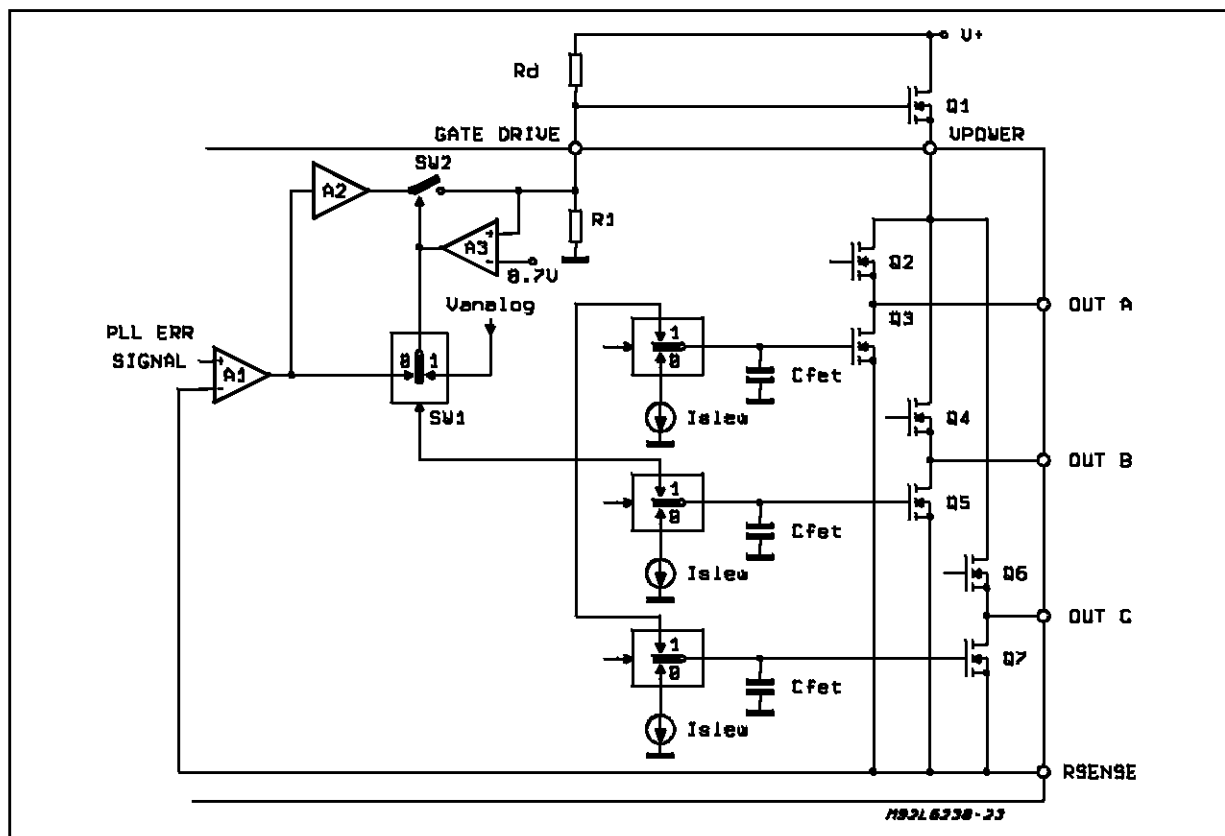 V+
Rd
Q1
GATE DRIVE
VPOWER
SW2
A2
R1
A3
+
-
0.7V
Q2
OUT A
Vanalog
PLL ERR
SIGNAL
+
-
A1
0 1
SW1
1
0
Q3
Cfet
Islew
Q4
OUT B
1
0
Q5
Cfet
Islew
Q6
OUT C
1
0
Q7
Cfet
Islew
RSENSE
M92L6238-23